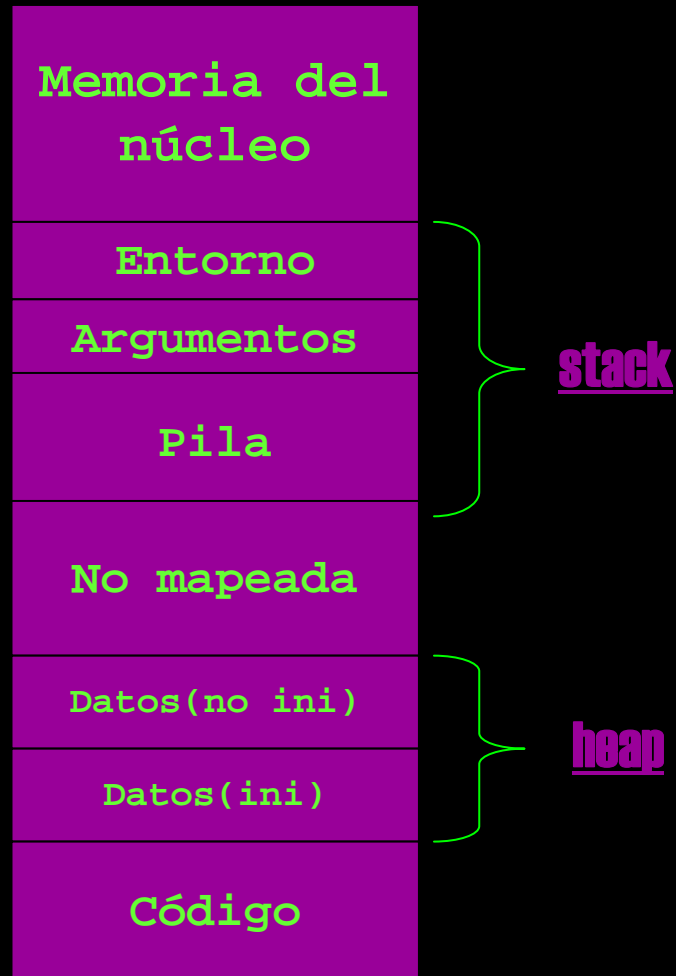 Memoria del
núcleo
Entorno
Argumentos
stack
Pila
No mapeada
Datos(no ini)
heap
Datos(ini)
Código